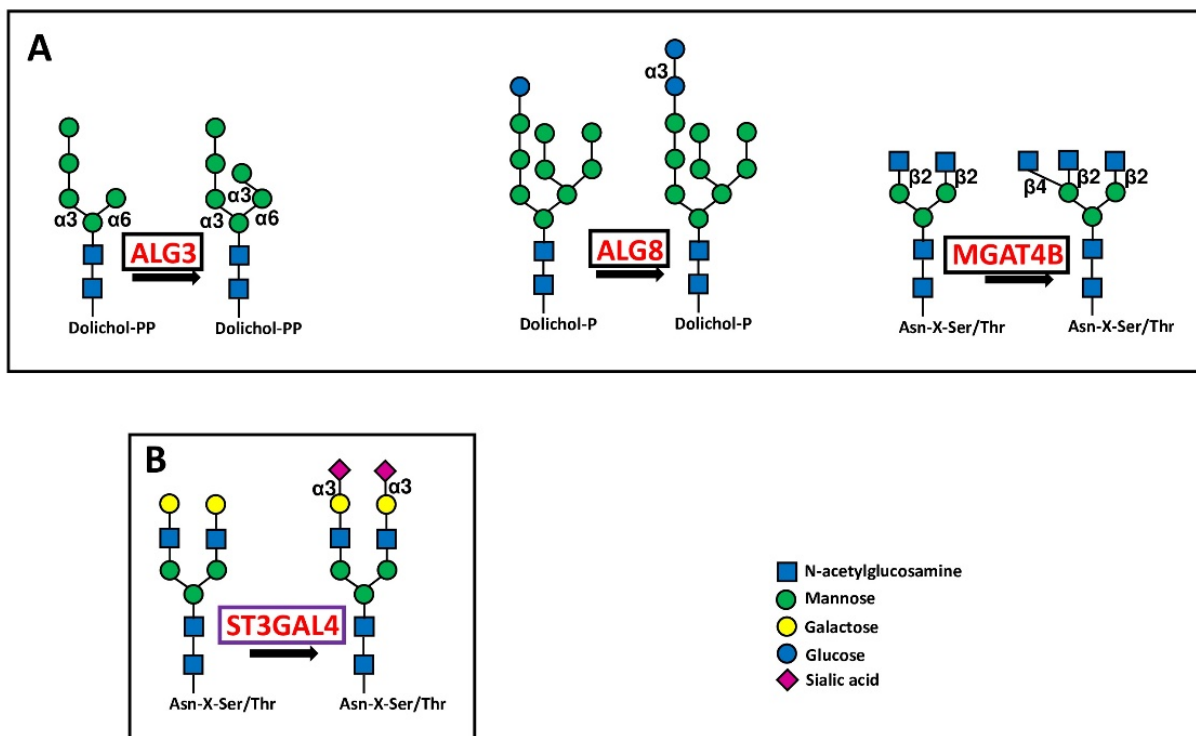 A
α3
α3
α6
α3
α3
α6
β2
β2
β4
β2
β2
ALG3
ALG8
MGAT4B
Dolichol-PP
Dolichol-PP
Dolichol-P
Dolichol-P
Asn-X-Ser/Thr
Asn-X-Ser/Thr
B
α3
α3
ST3GAL4
Asn-X-Ser/Thr
Asn-X-Ser/Thr
N-acetylglucosamine
Mannose
Galactose
Glucose
Sialic acid